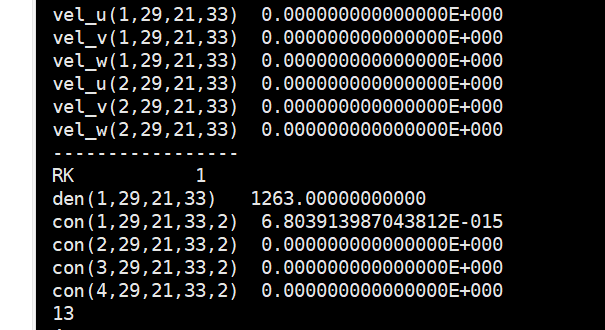 vel_u(1,29,21,33)  0.000000000000000E+000
vel_v(1,29,21,33)  0.000000000000000E+000
vel_w(1,29,21,33)  0.000000000000000E+000
vel_u(2,29,21,33)  0.000000000000000E+000
vel_v(2,29,21,33)  0.000000000000000E+000
vel_w(2,29,21,33)  0.000000000000000E+000
-----------------
RK           1
den(1,29,21,33)   1263.00000000000
con(1,29,21,33,2)  6.803913987043812E-015
con(2,29,21,33,2)  0.000000000000000E+000
con(3,29,21,33,2)  0.000000000000000E+000
con(4,29,21,33,2)  0.000000000000000E+000
13